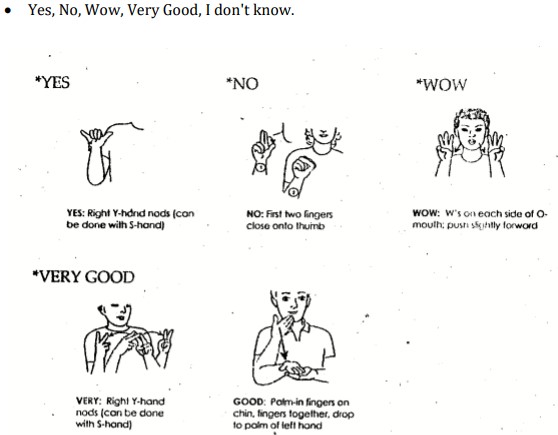 • Yes, No, Wow, Very Good, I don't know.
*YES
*NO
*WOW
YES: Right Y-hand nods (can
be done with S-hand)
NO: First two fingers
close onto thumb
WOW: W's on each side of O-
mouth; push slightly forward
*VERY GOOD
VERY: Right Y-hand
nods (can be done
with S-hand)
GOOD: Palm-in fingers on
chin, fingers together, drop
to palm of left hand